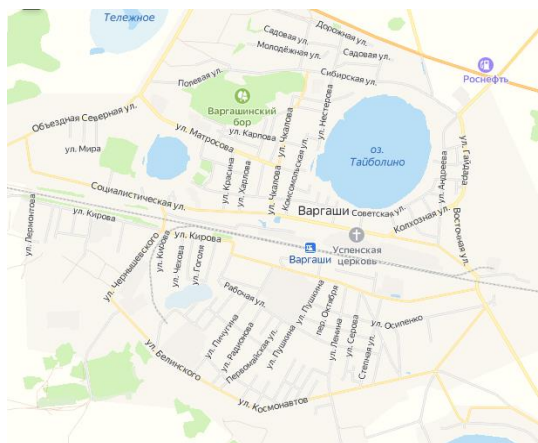 Тележное
Дорожная ул.
Садовая ул.
Молодёжная ул.
Садовая ул.
Сибирская ул.
Роснефть
Полевая ул.
Варгашинский
бор
ул. Нестерова
Объездная Северная ул.
ул. Матросова
ул. Карпова
ул. Чкалова
оз.
Тайболино
ул. Гайдара
ул. Мира
ул. Красина
ул. Харлова
ул. Чкалова
Комсомольская ул.
ул. Андреева
Социалистическая ул.
Варгаши
Советская ул.
Колхозная ул.
Восточная ул.
ул. Лермонтова
ул. Кирова
ул. Кирова
Варгаши
Успенская
церковь
ул. Чернышевского
ул. Кибова
ул. Чехова
ул. Гоголя
Рабочая ул.
ул. Пушкина
пер. Октября
ул. Осипенко
ул. Пичугина
ул. Радионова
Первомайская ул.
ул. Пушкина
ул. Ленина
ул. Серова
Степная ул.
ул. Белинского
ул. Космонавтов